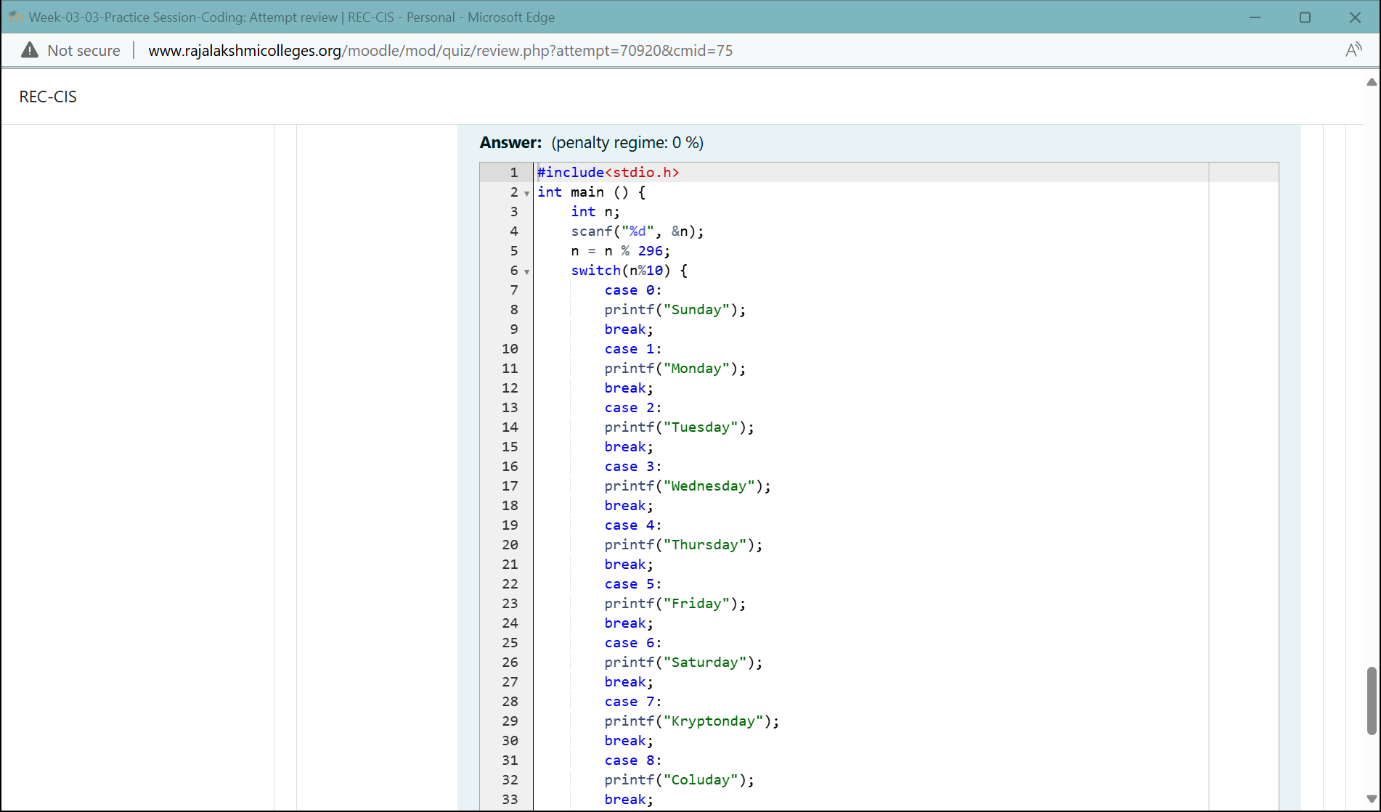 Week-03-03-Practice Session-Coding: Attempt review | REC-CIS - Personal - Microsoft Edge
Not secure | www.rajalakshmicolleges.org/moodle/mod/quiz/review.php?attempt=70920&cmid=75
REC-CIS
Answer: (penalty regime: 0 %)
1 #include<stdio.h>
2 int main () {
3     int n;
4     scanf("%d", &n);
5     n = n % 296;
6     switch(n%10) {
7         case 0:
8         printf("Sunday");
9         break;
10         case 1:
11         printf("Monday");
12         break;
13         case 2:
14         printf("Tuesday");
15         break;
16         case 3:
17         printf("Wednesday");
18         break;
19         case 4:
20         printf("Thursday");
21         break;
22         case 5:
23         printf("Friday");
24         break;
25         case 6:
26         printf("Saturday");
27         break;
28         case 7:
29         printf("Kryptonday");
30         break;
31         case 8:
32         printf("Coluday");
33         break;